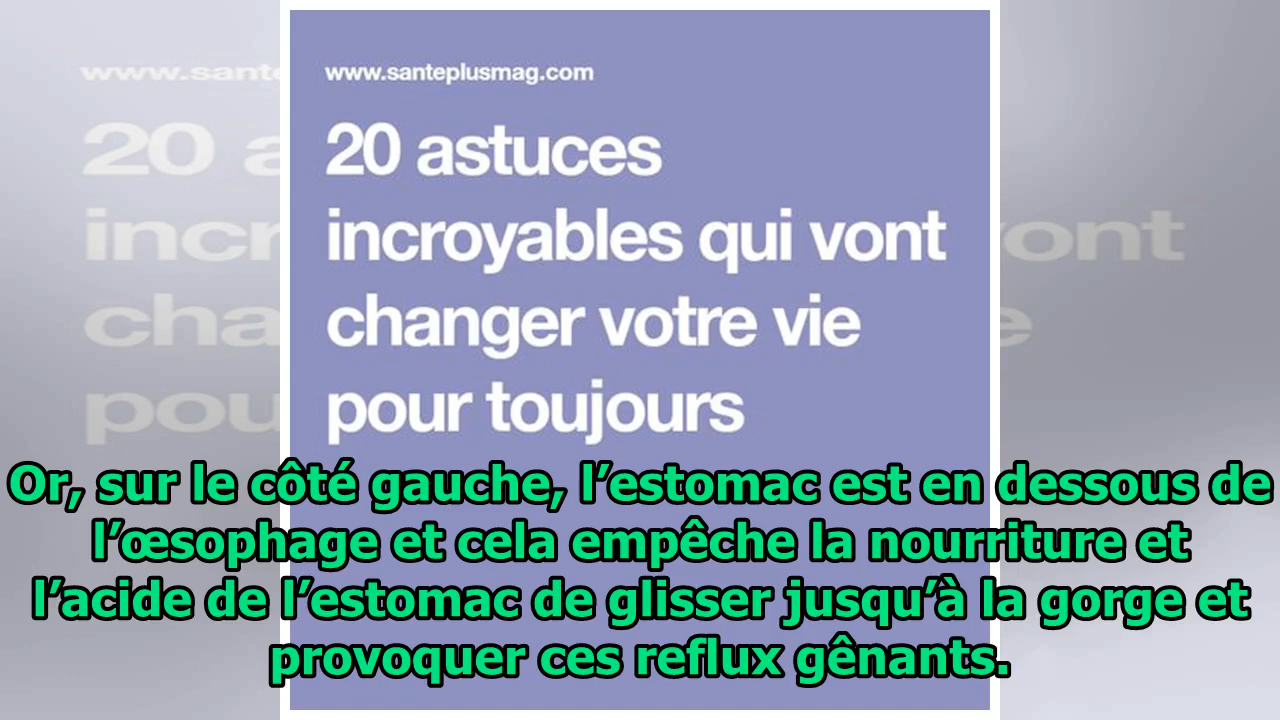 www.santeplusmag.com
20 astuces
incroyables qui vont
changer votre vie
pour toujours
Or, sur le côté gauche, l’estomac est en dessous de
l’œsophage et cela empêche la nourriture et
l’acide de l’estomac de glisser jusqu’à la gorge et
provoquer ces reflux gênants.